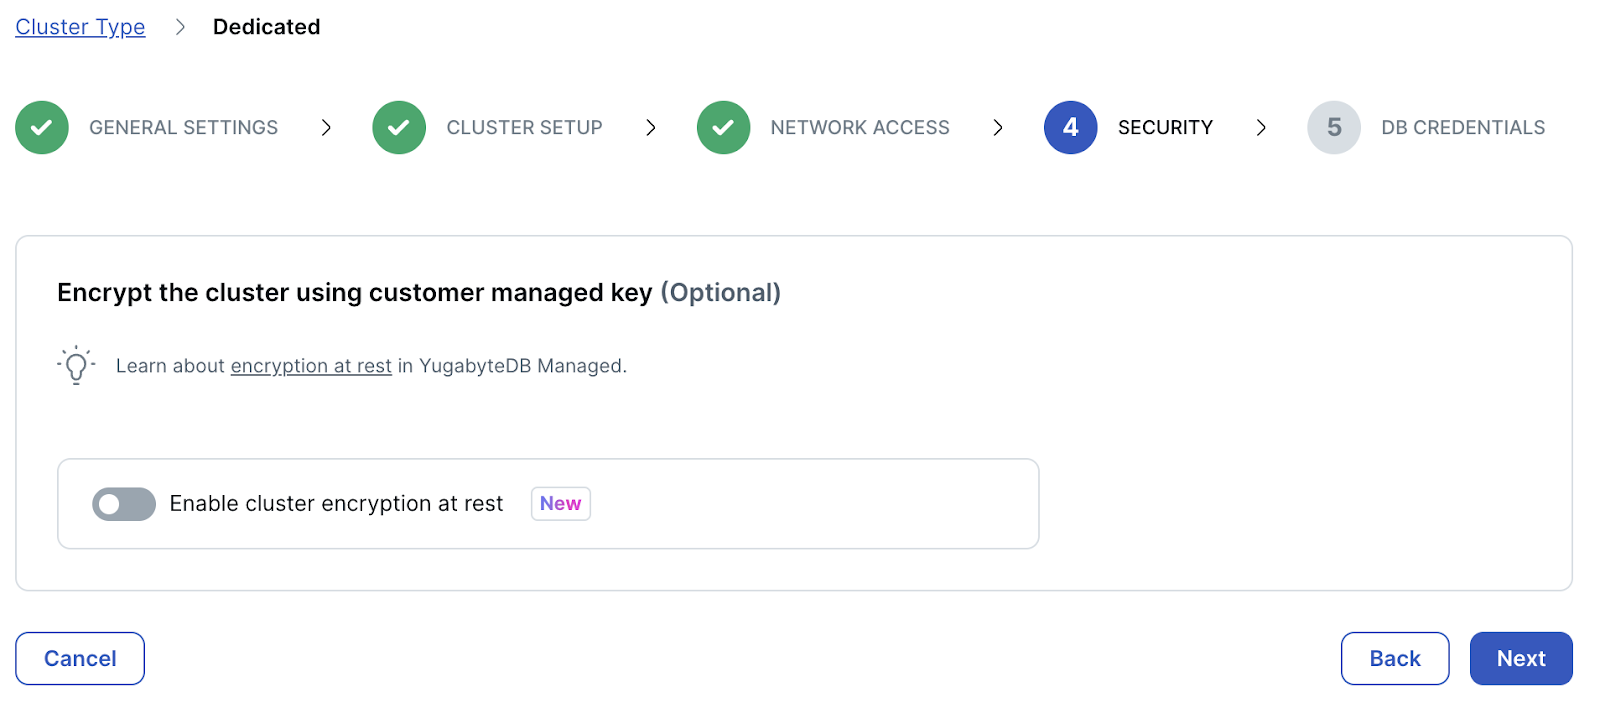 Cluster Type > Dedicated
GENERAL SETTINGS > CLUSTER SETUP > NETWORK ACCESS > 4 SECURITY > 5 DB CREDENTIALS
Encrypt the cluster using customer managed key (Optional)
Learn about encryption at rest in YugabyteDB Managed.
Enable cluster encryption at rest New
Cancel Back Next